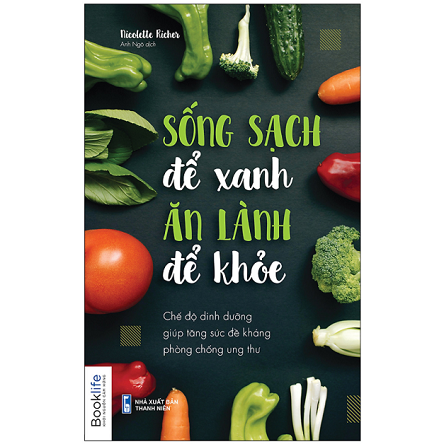 Nicolette Richer
Anh Ngô dịch
SỐNG SẠCH
để xanh
ĂN LÀNH
để khỏe
Chế độ dinh dưỡng
giúp tăng sức đề kháng
phòng chống ung thư
Booklife
NHÀ XUẤT BẢN
THANH NIÊN